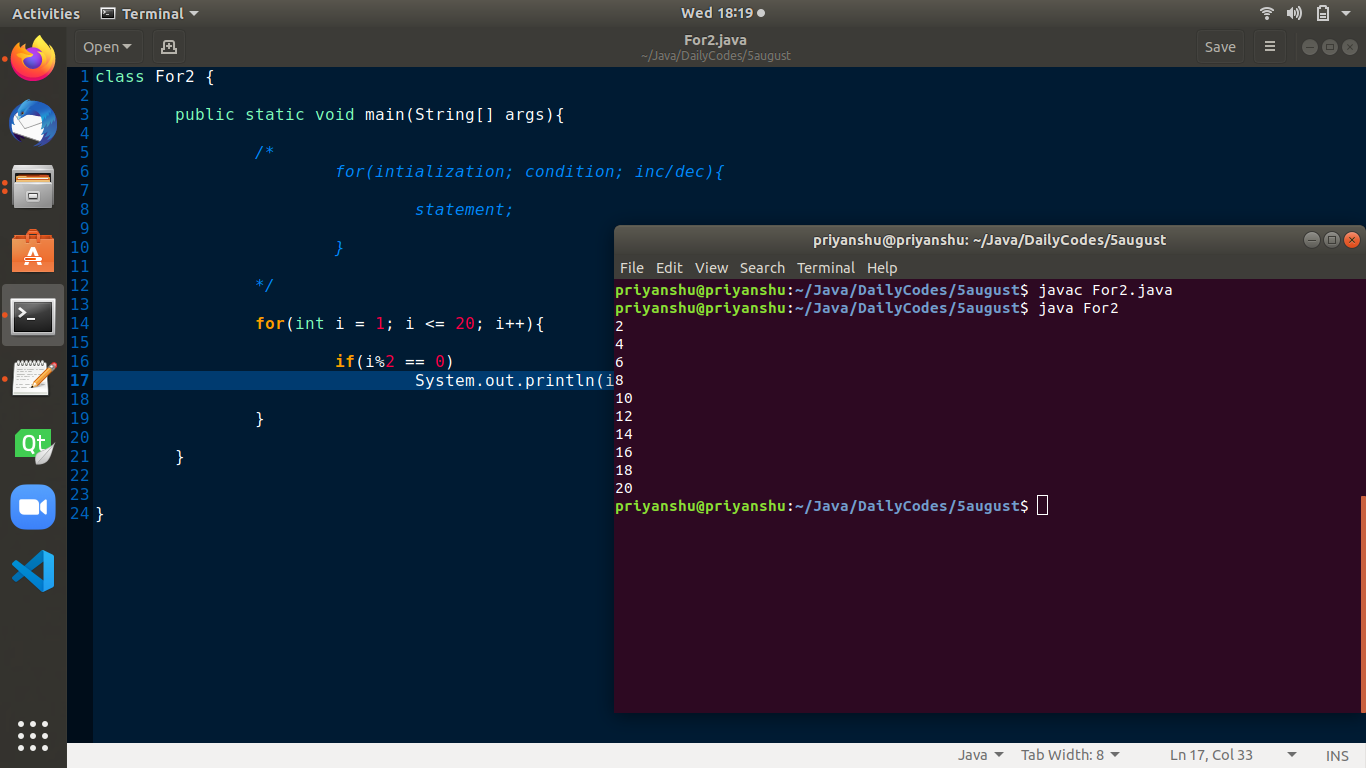 Activities Terminal Wed 18:19
Open For2.java Save
~/Java/DailyCodes/5august
1 class For2 {
2
3 public static void main(String[] args){
4
5 /*
6 for(intialization; condition; inc/dec){
7
8 statement;
9
10 }
11
12 */
13
14 for(int i = 1; i <= 20; i++){
15
16 if(i%2 == 0)
17 System.out.println(i
18
19 }
20
21 }
22
23
24 }
priyanshu@priyanshu: ~/Java/DailyCodes/5august
File Edit View Search Terminal Help
priyanshu@priyanshu:~/Java/DailyCodes/5august$ javac For2.java
priyanshu@priyanshu:~/Java/DailyCodes/5august$ java For2
2
4
6
8
10
12
14
16
18
20
priyanshu@priyanshu:~/Java/DailyCodes/5august$
Qt
Java Tab Width: 8 Ln 17, Col 33 INS